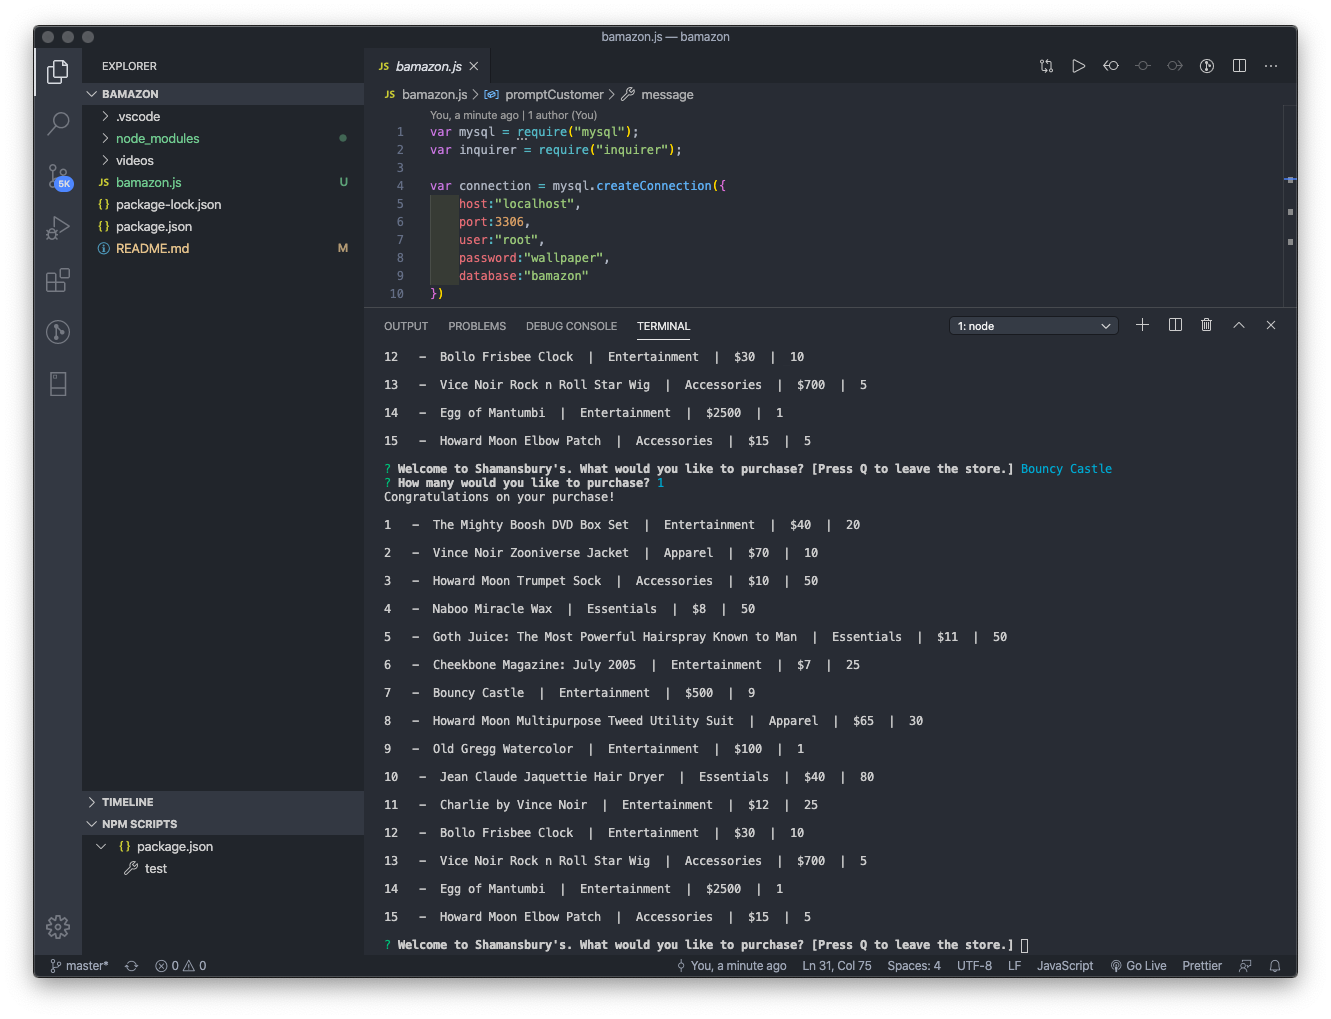 bamazon.js — bamazon
EXPLORER
BAMAZON
.vscode
node_modules
videos
JS bamazon.js U
{} package-lock.json
{} package.json
README.md M
5K
TIMELINE
NPM SCRIPTS
{} package.json
test
JS bamazon.js
JS bamazon.js > promptCustomer > message
You, a minute ago | 1 author (You)
1 var mysql = require("mysql");
2 var inquirer = require("inquirer");
3
4 var connection = mysql.createConnection({
5 host:"localhost",
6 port:3306,
7 user:"root",
8 password:"wallpaper",
9 database:"bamazon"
10 })
OUTPUT PROBLEMS DEBUG CONSOLE TERMINAL 1: node
12 – Bollo Frisbee Clock | Entertainment | $30 | 10
13 – Vice Noir Rock n Roll Star Wig | Accessories | $700 | 5
14 – Egg of Mantumbi | Entertainment | $2500 | 1
15 – Howard Moon Elbow Patch | Accessories | $15 | 5
? Welcome to Shamansbury's. What would you like to purchase? [Press Q to leave the store.] Bouncy Castle
? How many would you like to purchase? 1
Congratulations on your purchase!
1 – The Mighty Boosh DVD Box Set | Entertainment | $40 | 20
2 – Vince Noir Zooniverse Jacket | Apparel | $70 | 10
3 – Howard Moon Trumpet Sock | Accessories | $10 | 50
4 – Naboo Miracle Wax | Essentials | $8 | 50
5 – Goth Juice: The Most Powerful Hairspray Known to Man | Essentials | $11 | 50
6 – Cheekbone Magazine: July 2005 | Entertainment | $7 | 25
7 – Bouncy Castle | Entertainment | $500 | 9
8 – Howard Moon Multipurpose Tweed Utility Suit | Apparel | $65 | 30
9 – Old Gregg Watercolor | Entertainment | $100 | 1
10 – Jean Claude Jaquettie Hair Dryer | Essentials | $40 | 80
11 – Charlie by Vince Noir | Entertainment | $12 | 25
12 – Bollo Frisbee Clock | Entertainment | $30 | 10
13 – Vice Noir Rock n Roll Star Wig | Accessories | $700 | 5
14 – Egg of Mantumbi | Entertainment | $2500 | 1
15 – Howard Moon Elbow Patch | Accessories | $15 | 5
? Welcome to Shamansbury's. What would you like to purchase? [Press Q to leave the store.]
master* 0 0 You, a minute ago Ln 31, Col 75 Spaces: 4 UTF-8 LF JavaScript Go Live Prettier